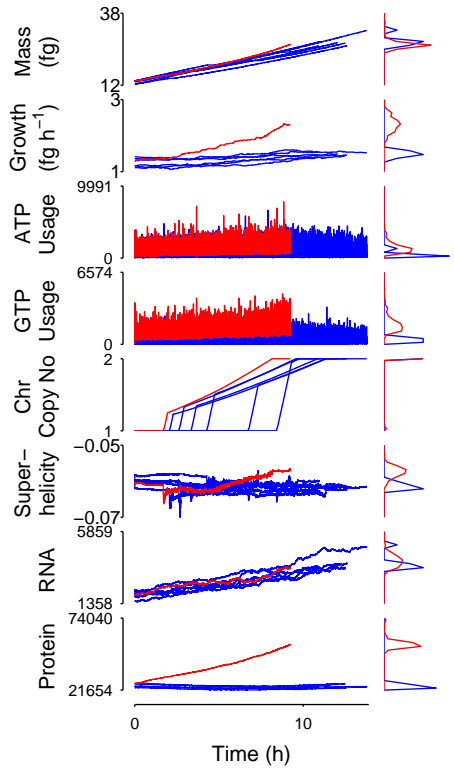 38
Mass
(fg)
12
3
Growth
(fg h⁻¹)
1
9991
ATP
Usage
0
6574
GTP
Usage
0
2
Chr
Copy No
1
−0.05
Super−
helicity
−0.07
5859
RNA
1358
74040
Protein
21654
0 10
Time (h)